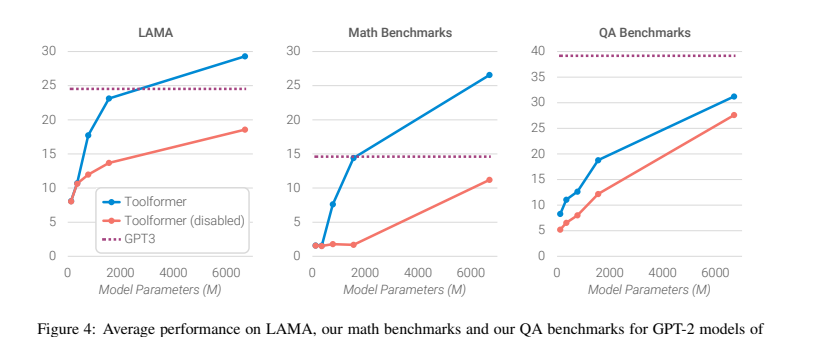 LAMA
30
25
20
15
10
5
0
0 2000 4000 6000
Model Parameters (M)
Toolformer
Toolformer (disabled)
GPT3
Math Benchmarks
30
25
20
15
10
5
0
0 2000 4000 6000
Model Parameters (M)
QA Benchmarks
40
35
30
25
20
15
10
5
0
0 2000 4000 6000
Model Parameters (M)
Figure 4: Average performance on LAMA, our math benchmarks and our QA benchmarks for GPT-2 models of